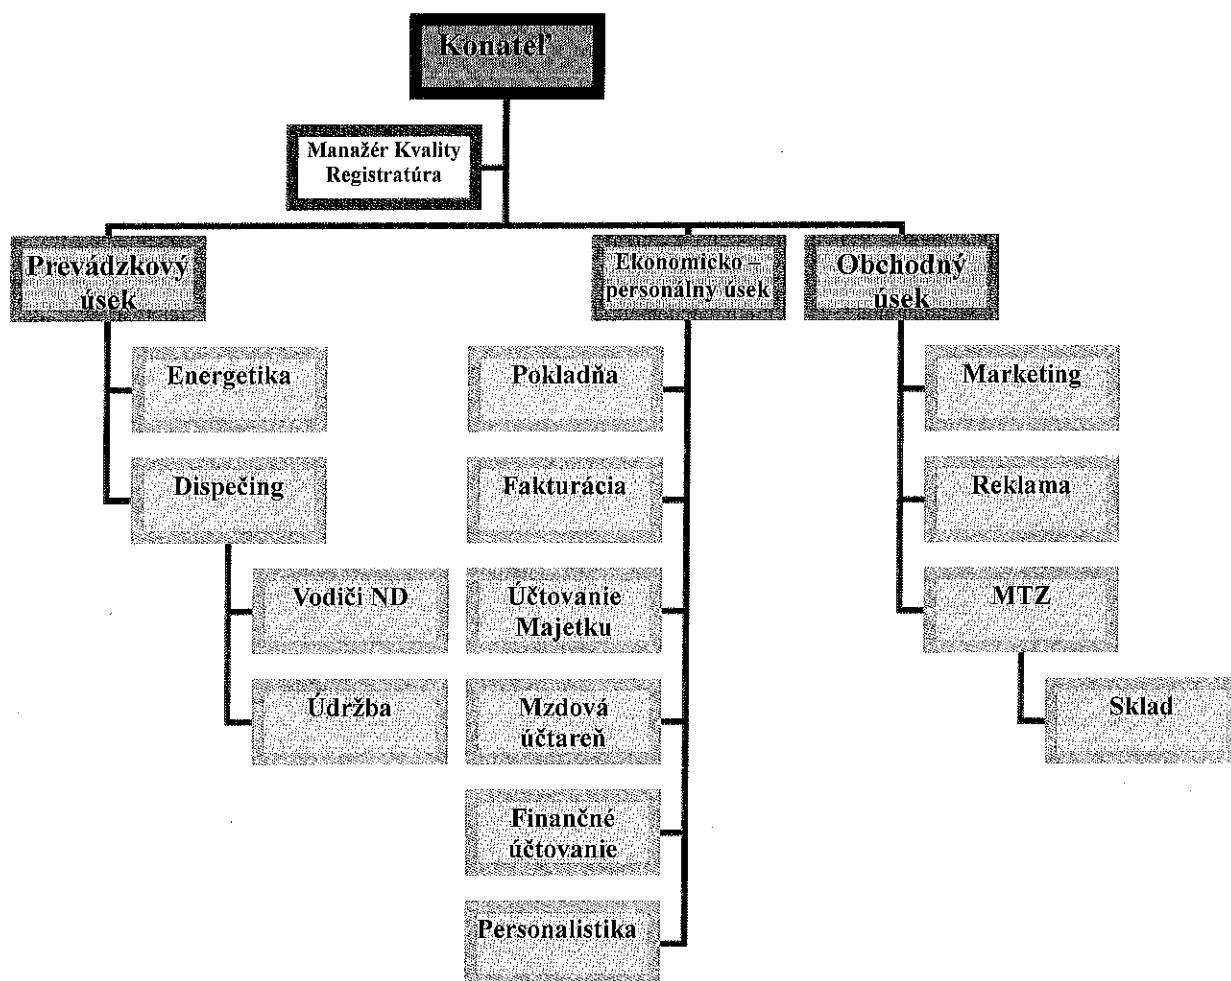 Konateľ
Manažér Kvality
Registratúra
Prevádzkový
úsek
Ekonomicko –
personálny úsek
Obchodný
úsek
Energetika
Pokladňa
Marketing
Dispečing
Fakturácia
Reklama
Vodiči ND
Účtovanie
Majetku
MTZ
Údržba
Mzdová
účtareň
Sklad
Finančné
účtovanie
Personalistika